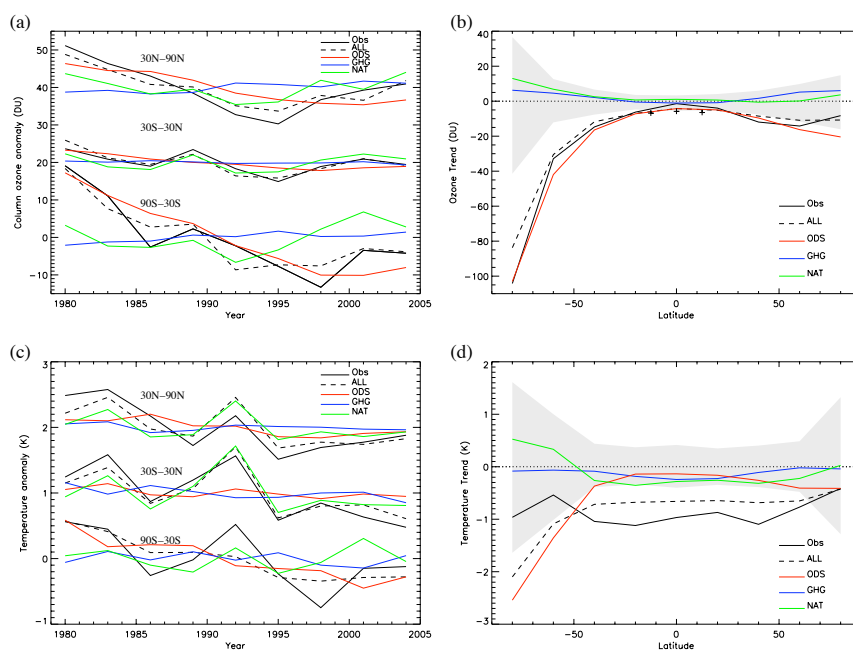 (a)
50
40
30
20
10
0
-10
Column ozone anomaly (DU)
30N-90N
30S-30N
90S-30S
Obs
ALL
ODS
GHG
NAT
1980
1985
1990
1995
2000
2005
Year
(b)
50
0
-20
-40
-60
-80
-100
Ozone Trend (DU)
Obs
ALL
ODS
GHG
NAT
-50
0
50
Latitude
(c)
3
2
1
0
-1
Temperature anomaly (K)
30N-90N
30S-30N
90S-30S
Obs
ALL
ODS
GHG
NAT
1980
1985
1990
1995
2000
2005
Year
(d)
2
1
0
-1
-2
-3
Temperature Trend (K)
Obs
ALL
ODS
GHG
NAT
-50
0
50
Latitude